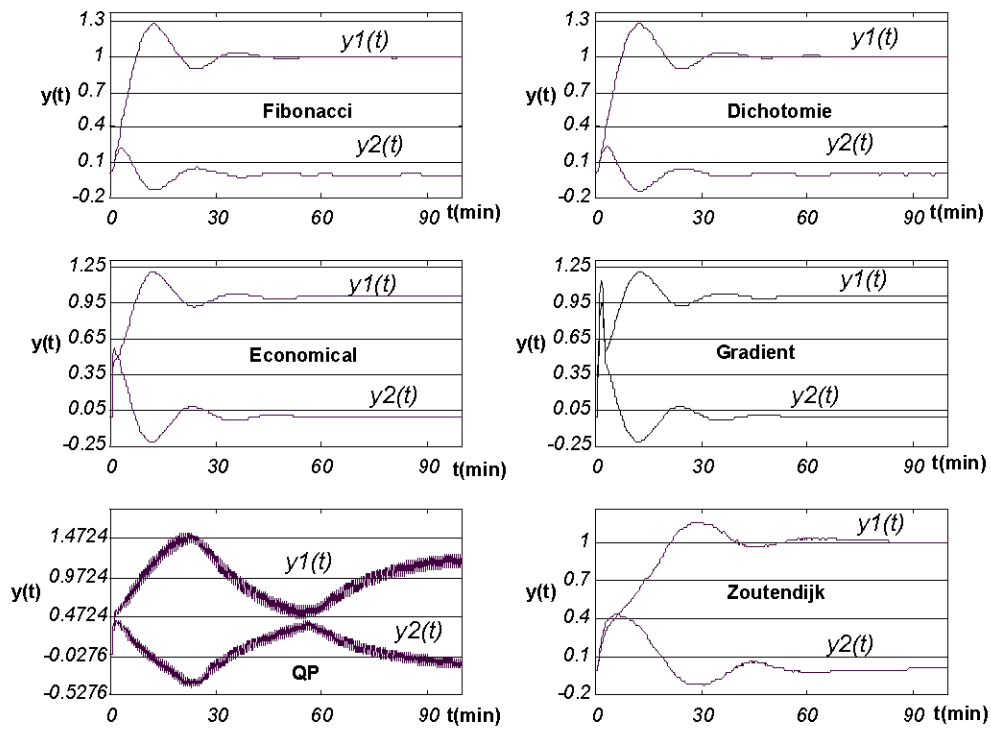 1.3
1
0.7
0.4
0.1
-0.2
y(t)
y1(t)
Fibonacci
y2(t)
0
30
60
90
t(min)
1.3
1
0.7
0.4
0.1
-0.2
y(t)
y1(t)
Dichotomie
y2(t)
0
30
60
90
t(min)
1.25
0.95
0.65
0.35
0.05
-0.25
y(t)
y1(t)
Economical
y2(t)
0
30
60
90
t(min)
1.25
0.95
0.65
0.35
0.05
-0.25
y(t)
y1(t)
Gradient
y2(t)
0
30
60
90
t(min)
1.4724
0.9724
0.4724
-0.0276
-0.5276
y(t)
y1(t)
y2(t)
QP
0
30
60
90
t(min)
1
0.7
0.4
0.1
-0.2
y(t)
y1(t)
Zoutendijk
y2(t)
0
30
60
90
t(min)